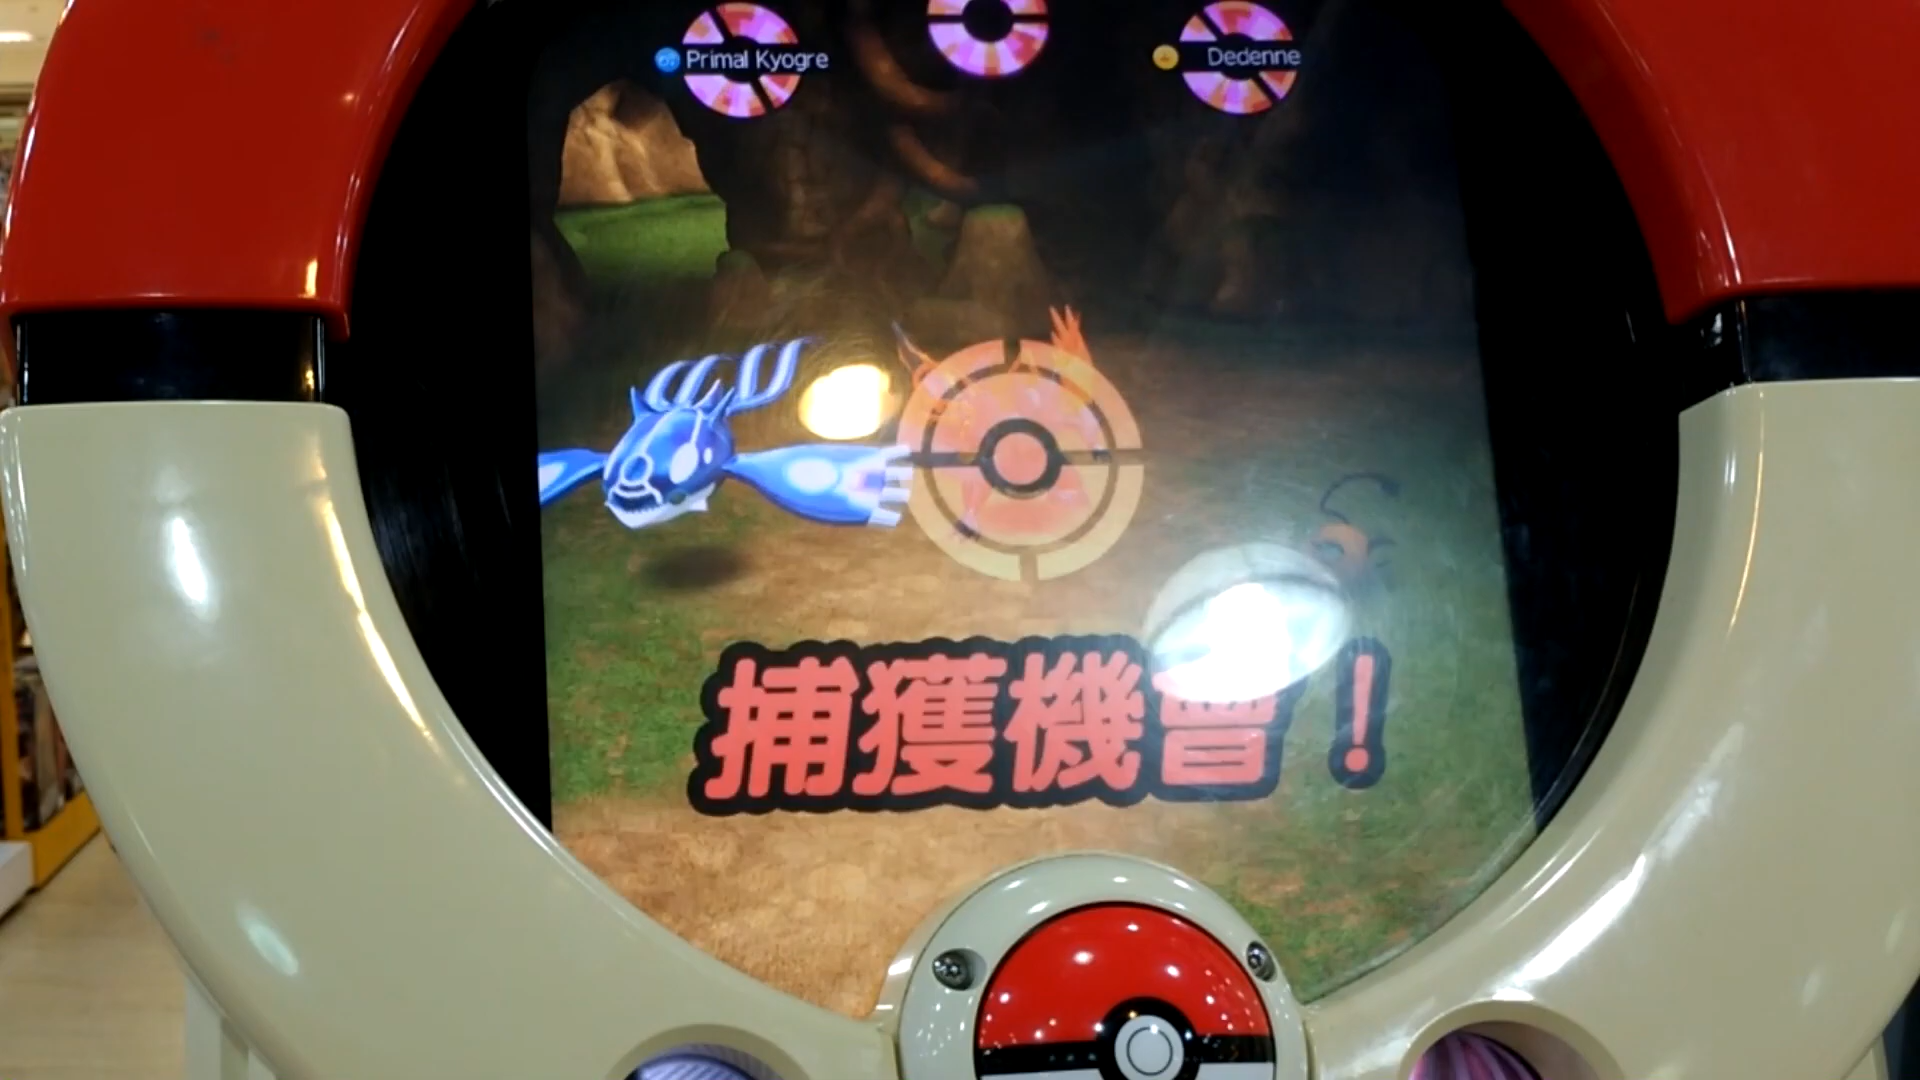 Primal Kyogre
Dedenne
捕獲機會！